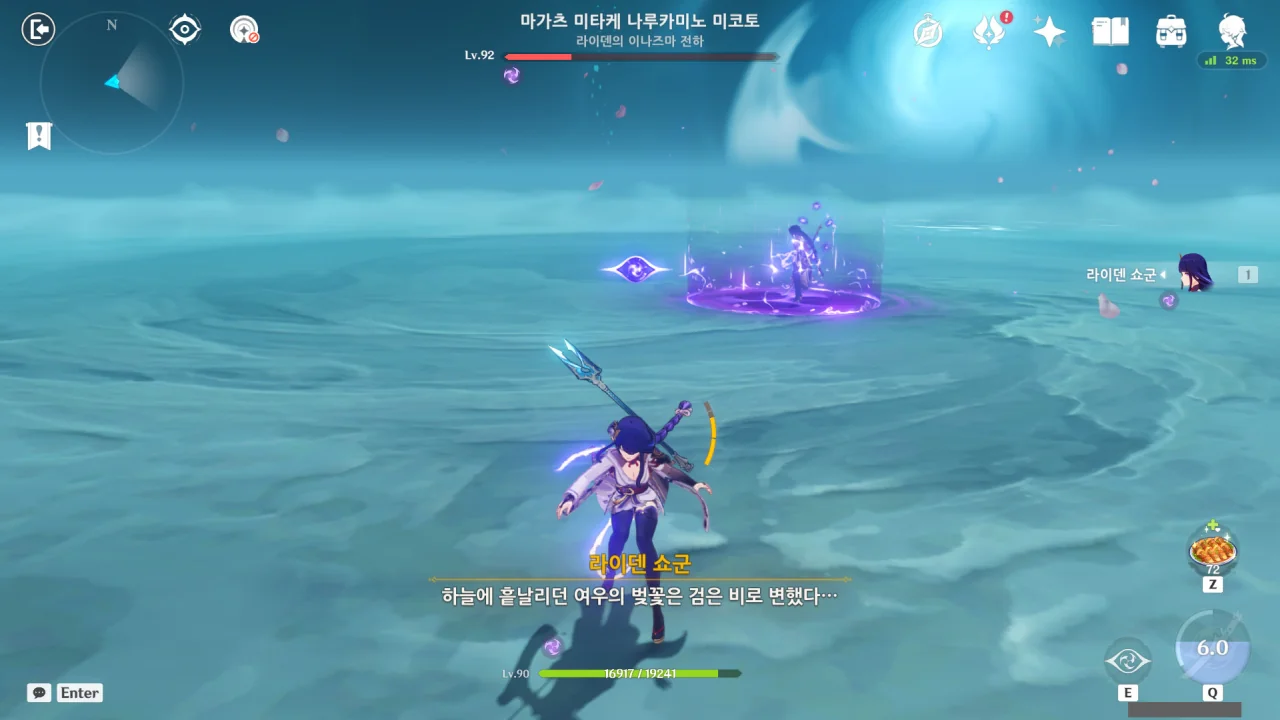 N
마가츠 미타케 나루카미노 미코토
라이덴의 이나즈마 전하
Lv.92
32 ms
라이덴 쇼군
1
라이덴 쇼군
하늘에 흩날리던 여우의 벚꽃은 검은 비로 변했다…
72
Z
6.0
Lv.90
16917 / 19241
E
Q
Enter